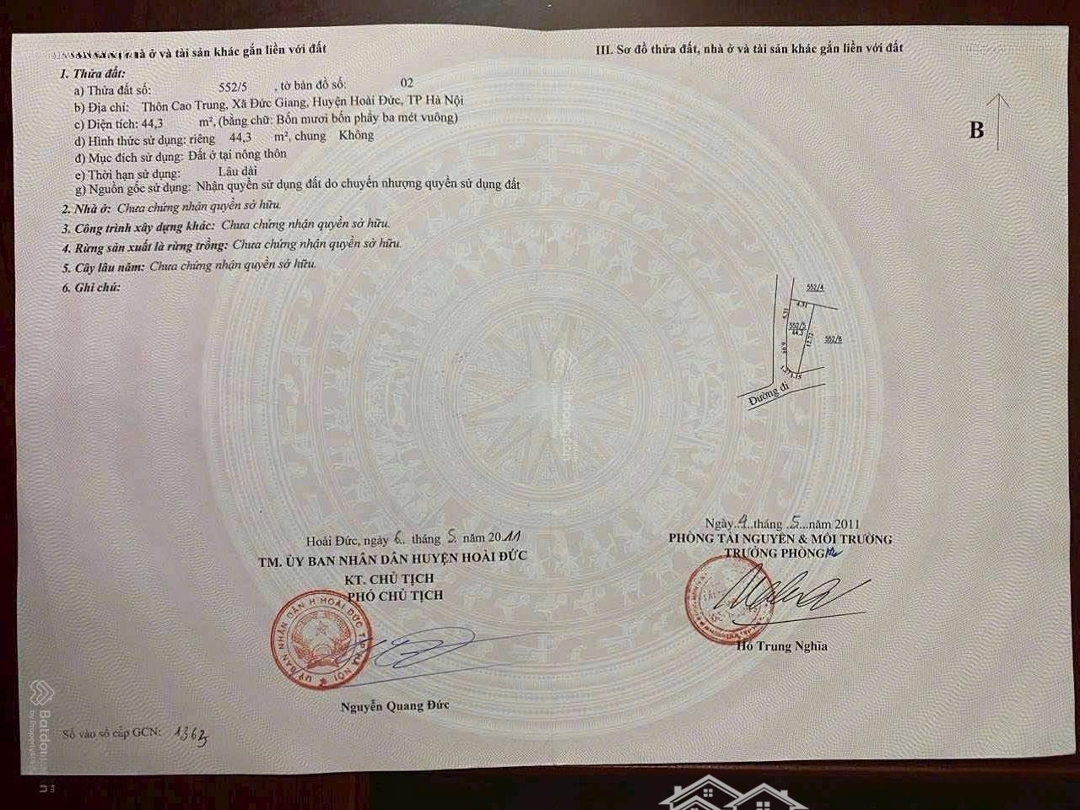 nhà ở và tài sản khác gắn liền với đất
1. Thửa đất:
a) Thửa đất số: 552/5 , tờ bản đồ số: 02
b) Địa chỉ: Thôn Cao Trung, Xã Đức Giang, Huyện Hoài Đức, TP Hà Nội
c) Diện tích: 44,3 m², (bằng chữ: Bốn mươi bốn phẩy ba mét vuông)
d) Hình thức sử dụng: riêng 44,3 m², chung Không
đ) Mục đích sử dụng: Đất ở tại nông thôn
e) Thời hạn sử dụng: Lâu dài
g) Nguồn gốc sử dụng: Nhận quyền sử dụng đất do chuyển nhượng quyền sử dụng đất
2. Nhà ở: Chưa chứng nhận quyền sở hữu.
3. Công trình xây dựng khác: Chưa chứng nhận quyền sở hữu.
4. Rừng sản xuất là rừng trồng: Chưa chứng nhận quyền sở hữu.
5. Cây lâu năm: Chưa chứng nhận quyền sở hữu.
6. Ghi chú:
Hoài Đức, ngày 6 tháng 5 năm 2011
TM. ỦY BAN NHÂN DÂN HUYỆN HOÀI ĐỨC
KT. CHỦ TỊCH
PHÓ CHỦ TỊCH
Nguyễn Quang Đức
Số vào sổ cấp GCN:
III. Sơ đồ thửa đất, nhà ở và tài sản khác gắn liền với đất
B
552/4
4.51
552/5
44.3
12.72
552/6
Đường đi
Ngày..4..tháng ..5...năm 2011
PHÒNG TÀI NGUYÊN & MÔI TRƯỜNG
TRƯỞNG PHÒNG
Hồ Trung Nghĩa
Batdongsan